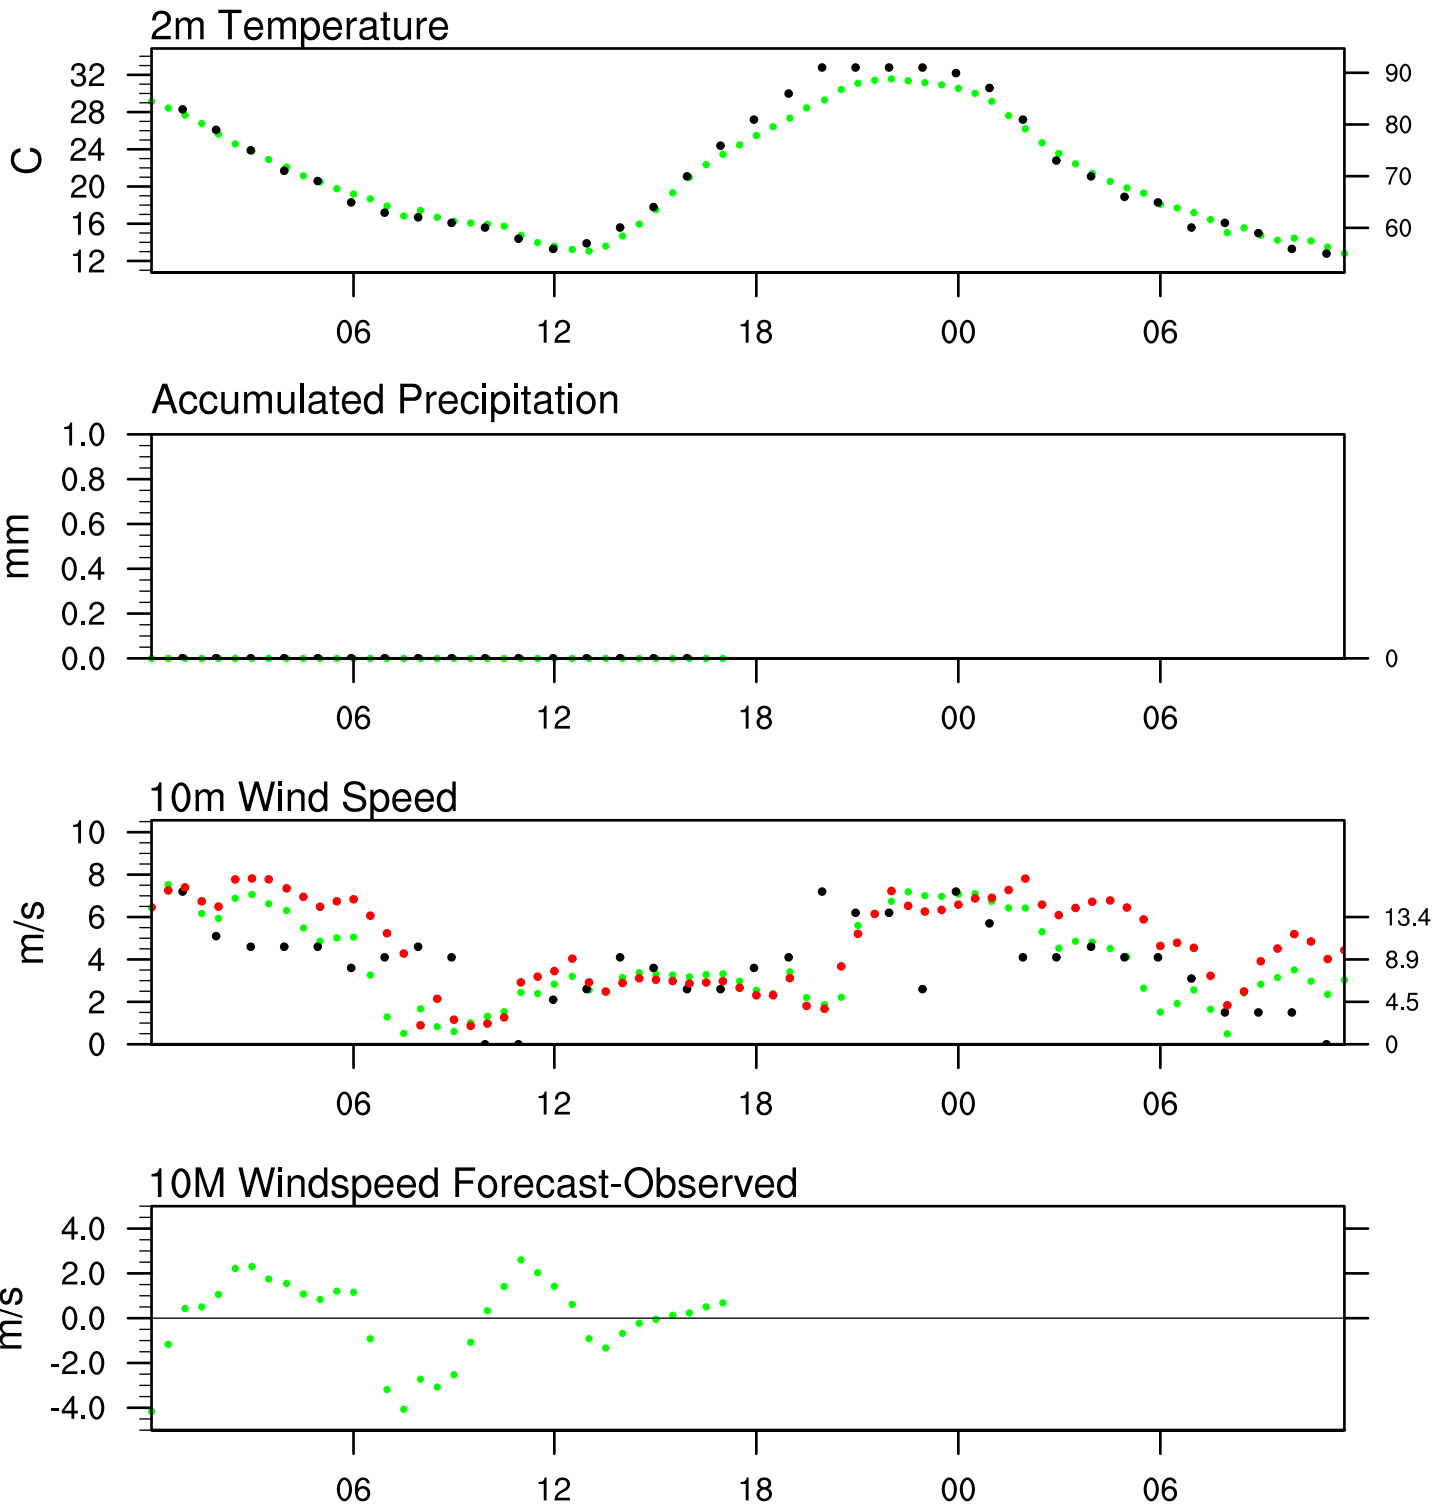 2m Temperature
C
32
28
24
20
16
12
90
80
70
60
06 12 18 00 06
Accumulated Precipitation
mm
1.0
0.8
0.6
0.4
0.2
0.0
0
06 12 18 00 06
10m Wind Speed
m/s
10
8
6
4
2
0
13.4
8.9
4.5
0
06 12 18 00 06
10M Windspeed Forecast-Observed
m/s
4.0
2.0
0.0
-2.0
-4.0
06 12 18 00 06